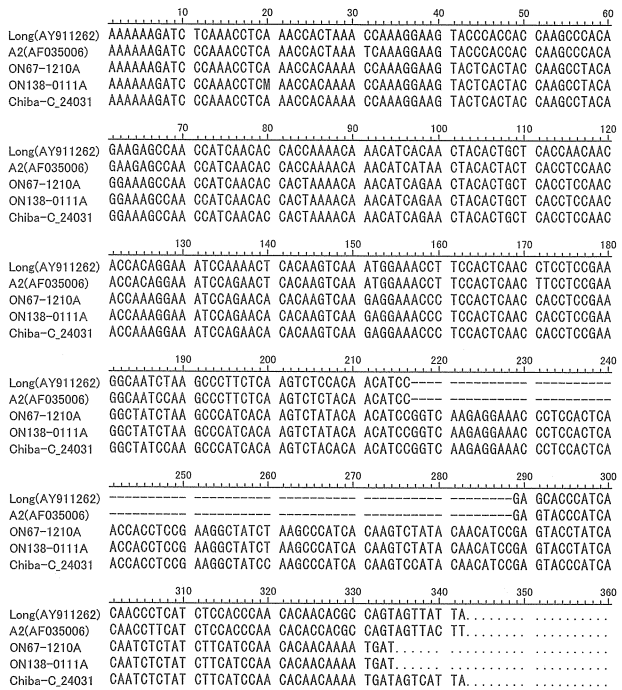 10 20 30 40 50 60
Long(AY911262) AAAAAAGATC TCAAACCTCA AACCACTAAA CCAAAGGAAG TACCCACCAC CAAGCCCACA
A2(AF035006) AAAAAAGATC CCAAACCTCA AACCACTAAA TCAAAGGAAG TACCCACCAC CAAGCCCACA
ON67-1210A AAAAAAGATC CCAAACCTCA AACCACAAAA CCAAAGGAAG TACTCACTAC CAAGCCTACA
ON138-0111A AAAAAAGATC CCAAACCTCM AACCACAAAA CCAAAGGAAG TACTCACTAC CAAGCCTACA
Chiba-C_24031 AAAAAAGATC CCAAACCTCA AACCACAAAA CCAAAGGAAG TACTCACTAC CAAGCCTACA
70 80 90 100 110 120
Long(AY911262) GAAGAGCCAA CCATCAACAC CACCAAAACA AACATCACAA CTACACTGCT CACCAACAAC
A2(AF035006) GAAGAGCCAA CCATCAACAC CACCAAAACA AACATCATAA CTACACTACT CACCTCCAAC
ON67-1210A GGAAAGCCAA CCATCAACAC CACTAAAACA AACATCAGAA CTACACTGCT CACCTCCAAC
ON138-0111A GGAAAGCCAA CCATCAACAC CACTAAAACA AACATCAGAA CTACACTGCT CACCTCCAAC
Chiba-C_24031 GGAAAGCCAA CCATCAACAC CACTAAAACA AACATCAGAA CTACACTGCT CACCTCCAAC
130 140 150 160 170 180
Long(AY911262) ACCACAGGAA ATCCAAAACT CACAAGTCAA ATGGAAACCT TCCACTCAAC CTCCTCCGAA
A2(AF035006) ACCACAGGAA ATCCAGAACT CACAAGTCAA ATGGAAACCT TCCACTCAAC TTCCTCCGAA
ON67-1210A ACCAAAGGAA ATCCAGAACA CACAAGTCAA GAGGAAACCC TCCACTCAAC CACCTCCGAA
ON138-0111A ACCAAAGGAA ATCCAGAACA CACAAGTCAA GAGGAAACCT TCCACTCAAC CACCTCCGAA
Chiba-C_24031 ACCAAAGGAA ATCCAGAACA CACAAGTCAA GAGGAAACCC TCCACTCAAC CACCTCCGAA
190 200 210 220 230 240
Long(AY911262) GGCAATCTAA GCCCTTCTCA AGTCTCCACA ACATCC---- ---------- ----------
A2(AF035006) GGCAATCCAA GCCCTTCTCA AGTCTCCACA ACATCC---- ---------- ----------
ON67-1210A GGCTATCTAA GCCCATCACA AGTCTATACA ACATCCGGTC AAGAGGAAAC CCTCCACTCA
ON138-0111A GGCTATCTAA GCCCATCACA AGTCTATACA ACATCCGGTC AAGAGGAAAC CCTCCACTCA
Chiba-C_24031 GGCTATCCAA GCCCATCACA AGTCTACACA ACATCCGGTC AAGAGGAAAC CCTCCACTCA
250 260 270 280 290 300
Long(AY911262) ---------- ---------- ---------- ---------- --------GA GCACCCATCA
A2(AF035006) ---------- ---------- ---------- ---------- --------GA GTACCCATCA
ON67-1210A ACCACCTCCG AAGGCTATCT AAGCCCATCA CAAGTCTATA CAACATCCGA GTACCTATCA
ON138-0111A ACCACCTCCG AAGGCTATCT AAGCCCATCA CAAGTCTATA CAACATCCGA GTACCTATCA
Chiba-C_24031 ACCACCTCCG AAGGCTATCC AAGCCCATCA CAAGTCCATA CAACATCCGA GTACCCATCA
310 320 330 340 350 360
Long(AY911262) CAACCCTCAT CTCCACCCAA CACAACACGC CAGTAGTTAT TA........ ..........
A2(AF035006) CAACCTTCAT CTCCACCCAA CACACCACGC CAGTAGTTAC TT........ ..........
ON67-1210A CAATCTCTAT CTTCATCCAA CACAACAAAA TGAT...... .......... ..........
ON138-0111A CAATCTCTAT CTTCATCCAA CACAACAAAA TGAT...... .......... ..........
Chiba-C_24031 CAATCTCTAT CTTCATCCAA CACAACAAAA TGATAGTCAT TA........ ..........